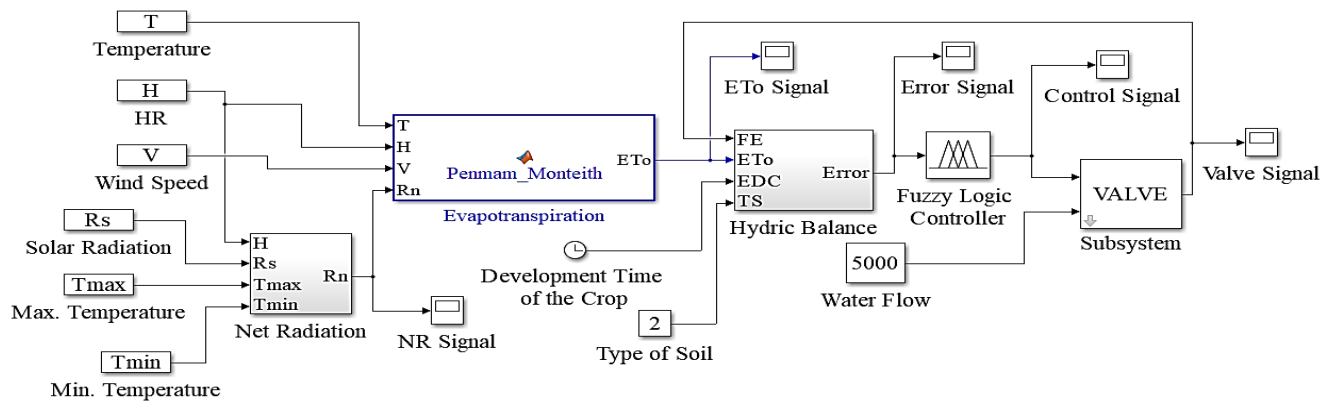 T
Temperature
H
HR
V
Wind Speed
Rs
Solar Radiation
Tmax
Max. Temperature
Tmin
Min. Temperature
H
Rs
Tmax
Tmin
Rn
Net Radiation
NR Signal
T
H
V
Rn
Penmam_Monteith
ETo
Evapotranspiration
ETo Signal
FE
ETo
EDC
TS
Error
Hydric Balance
Development Time
of the Crop
2
Type of Soil
Error Signal
Fuzzy Logic
Controller
Control Signal
5000
Water Flow
VALVE
Subsystem
Valve Signal